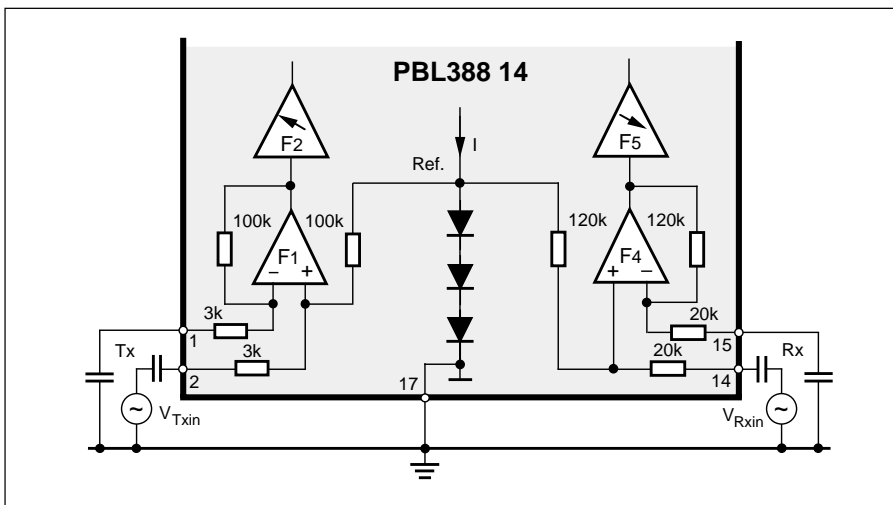 PBL388 14
F2
F5
I
Ref.
100k
100k
120k
120k
F1
F4
− +
+ −
3k
20k
1
15
Tx
Rx
3k
20k
2
17
14
~
~
VTxin
VRxin